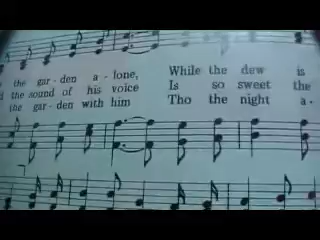 the gar - den a - lone, While the dew is
the sound of his voice Is so sweet the
the gar - den with him Tho the night a-